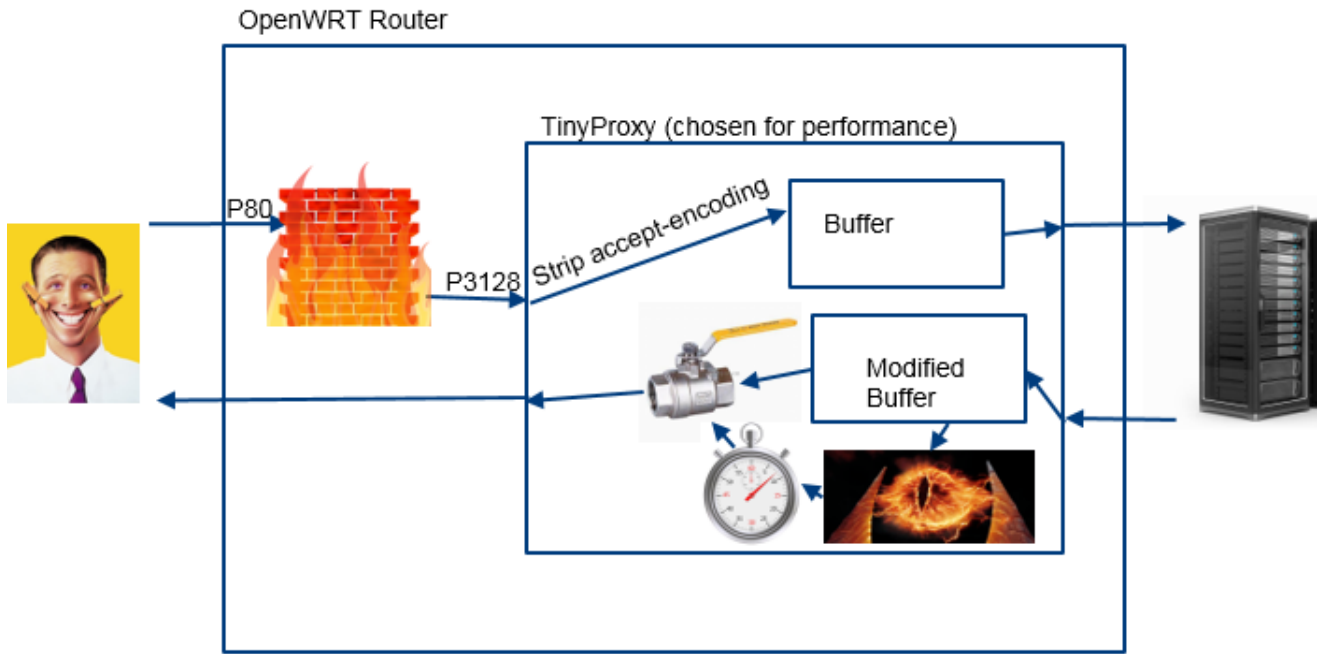 OpenWRT Router
TinyProxy (chosen for performance)
P80
Strip accept-encoding
Buffer
P3128
Modified
Buffer